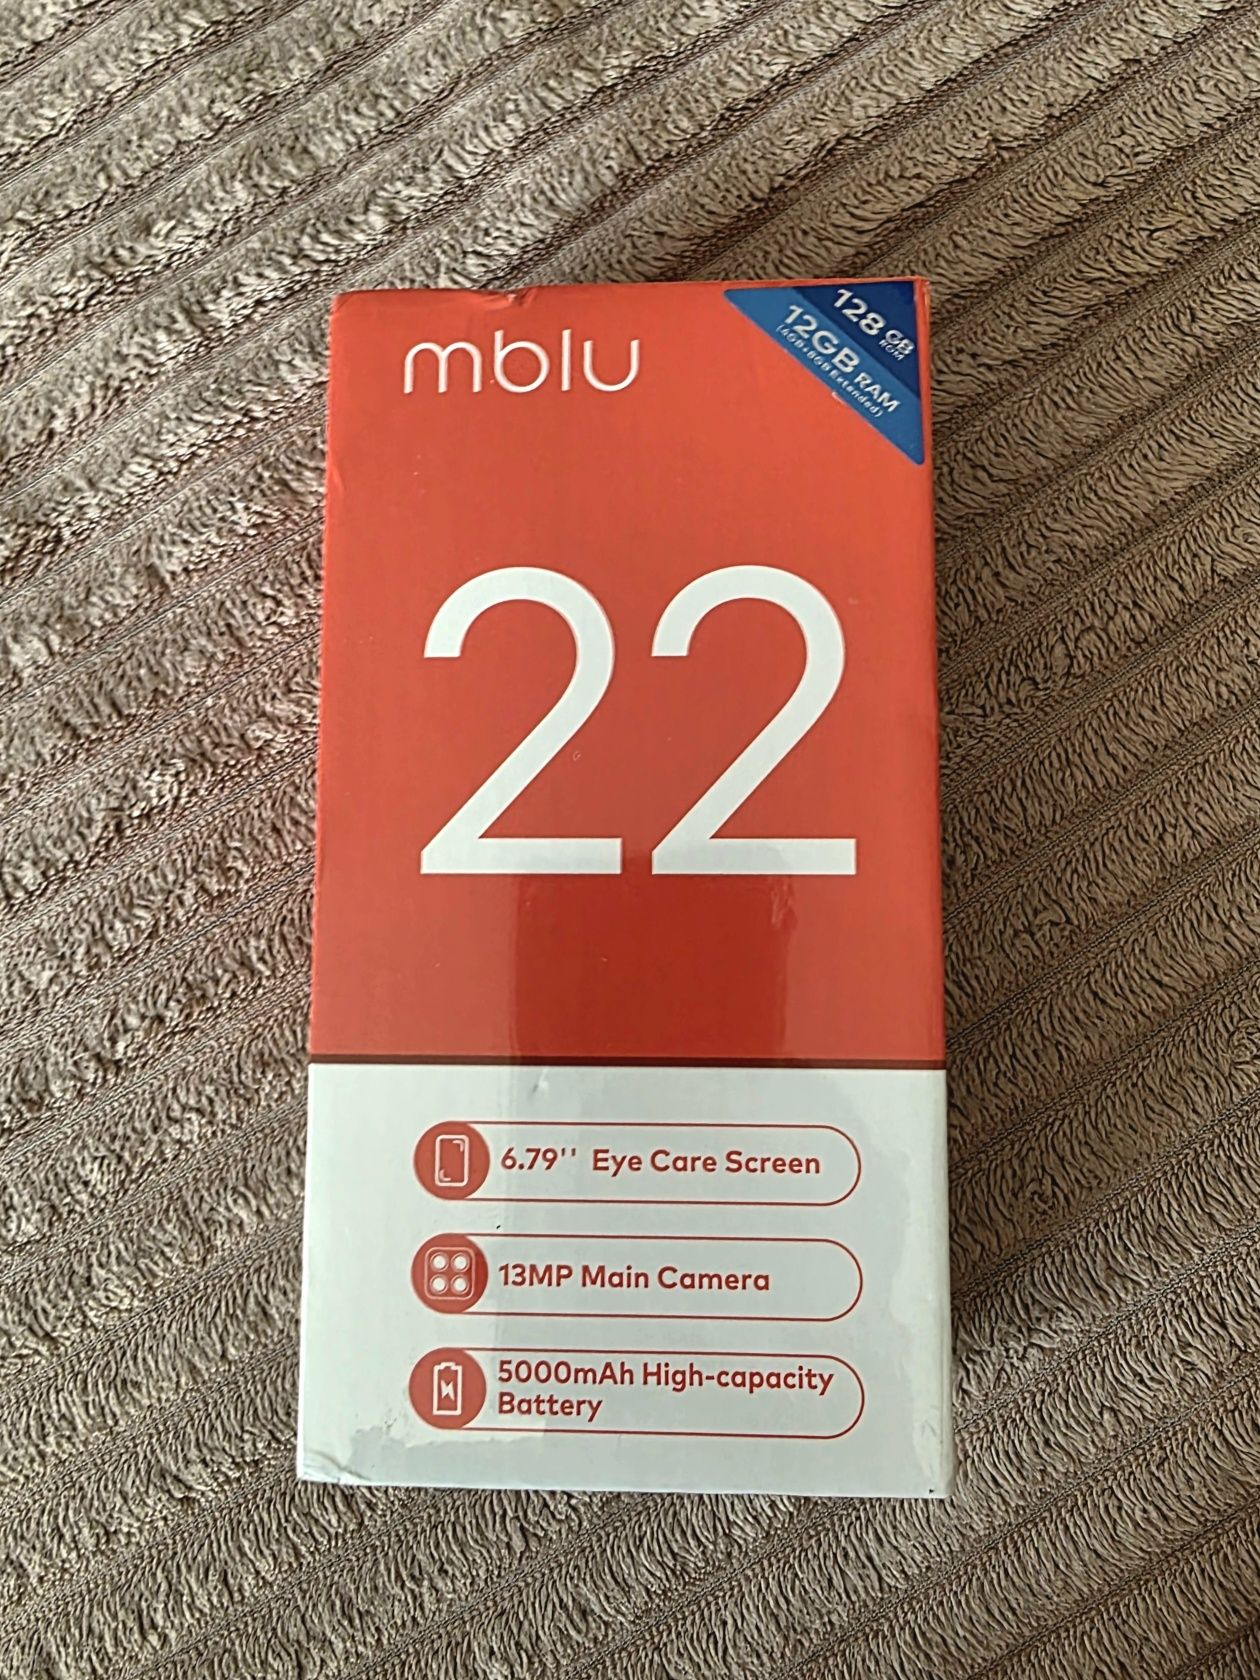 mblu
128 GB
ROM
12GB RAM
(4GB+8GB Extended)
22
6.79'' Eye Care Screen
13MP Main Camera
5000mAh High-capacity
Battery